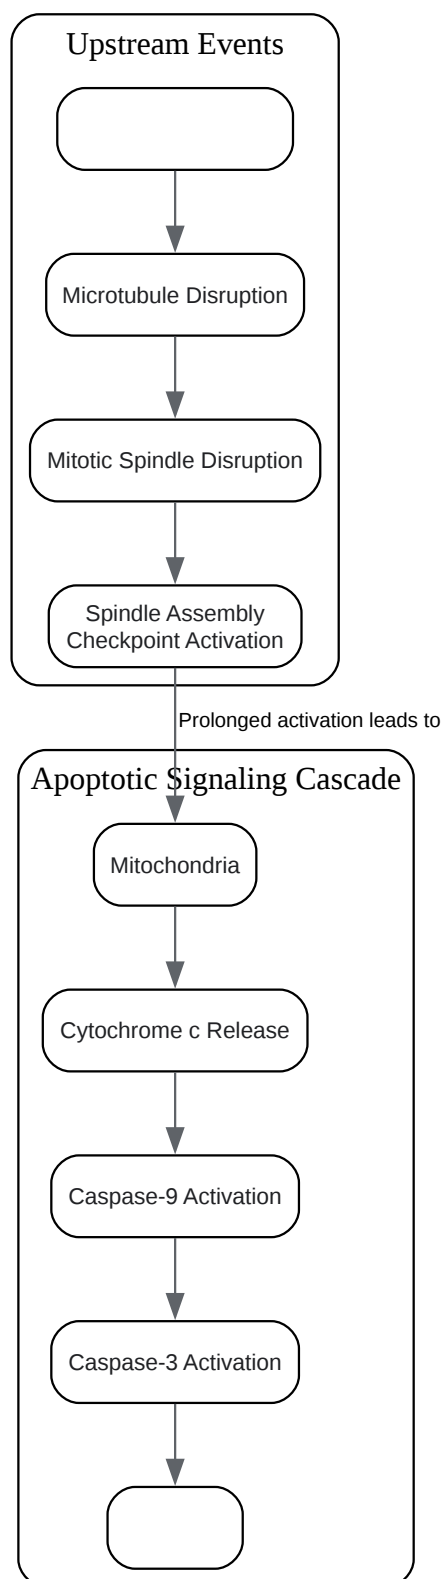 Upstream Events
Microtubule Disruption
Mitotic Spindle Disruption
Spindle Assembly
Checkpoint Activation
Prolonged activation leads to
Apoptotic Signaling Cascade
Mitochondria
Cytochrome c Release
Caspase-9 Activation
Caspase-3 Activation